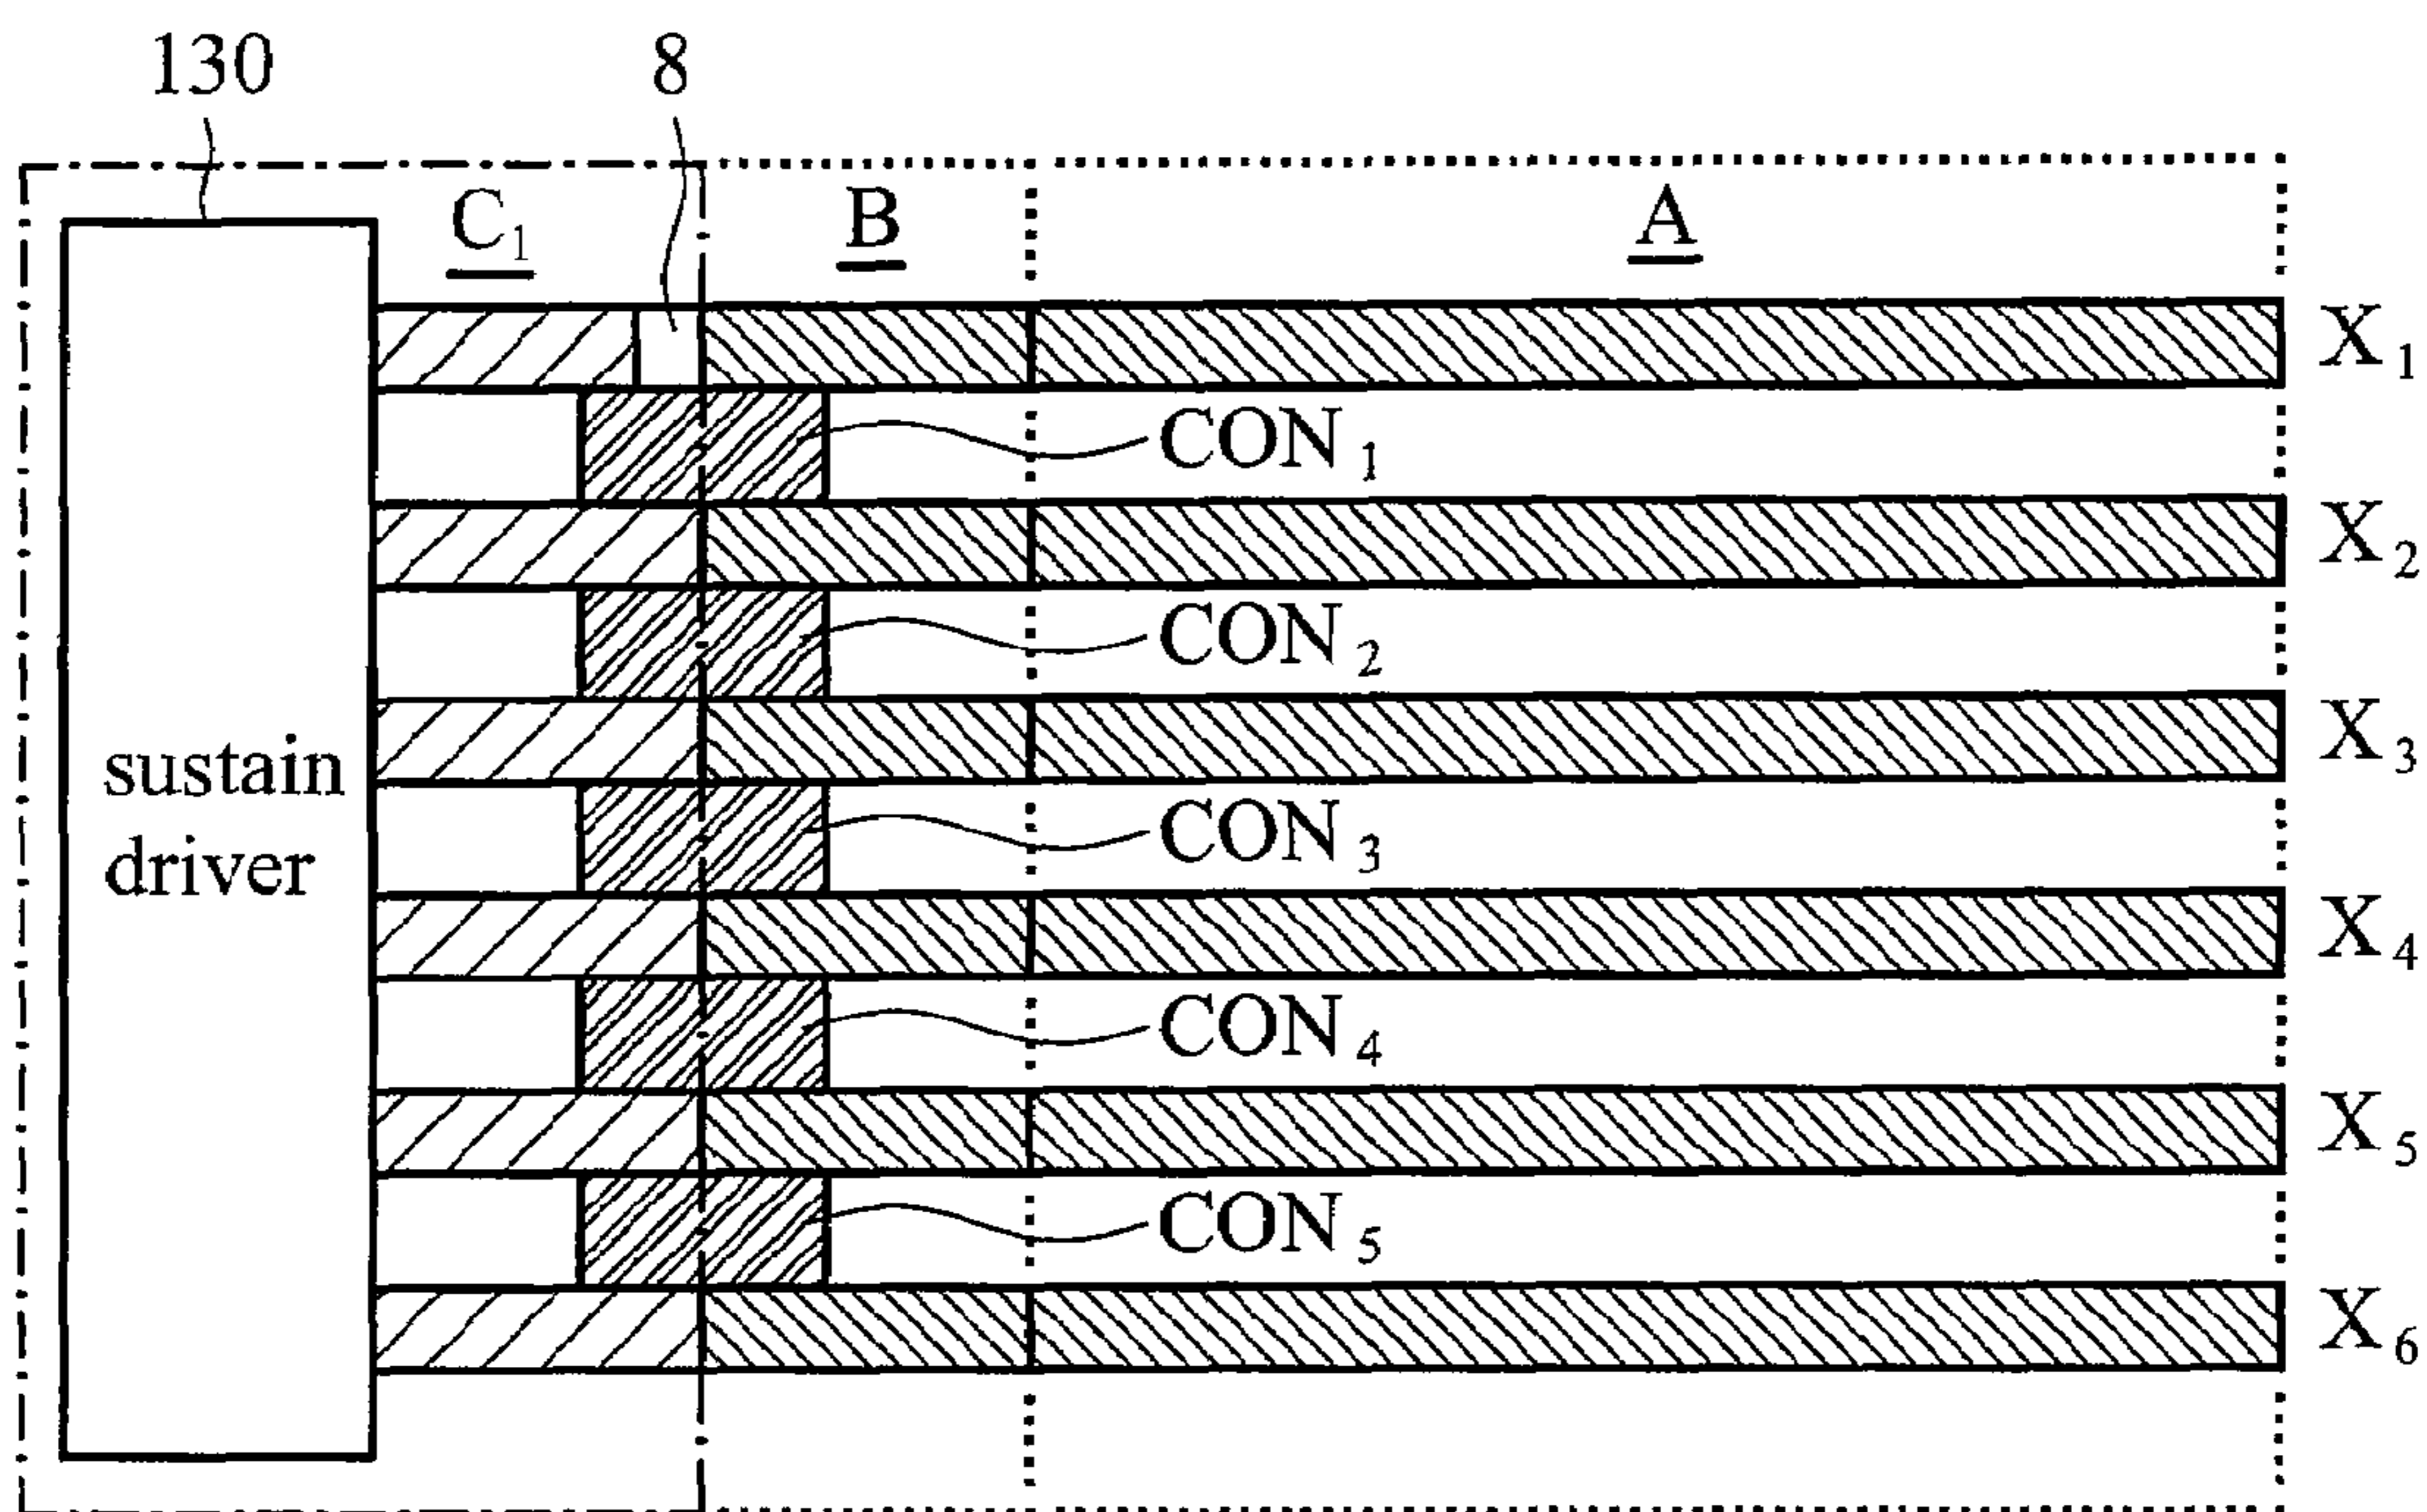 130 8
C₁ B A
X₁
CON₁
X₂
CON₂
X₃
sustain
driver
CON₃
X₄
CON₄
X₅
CON₅
X₆